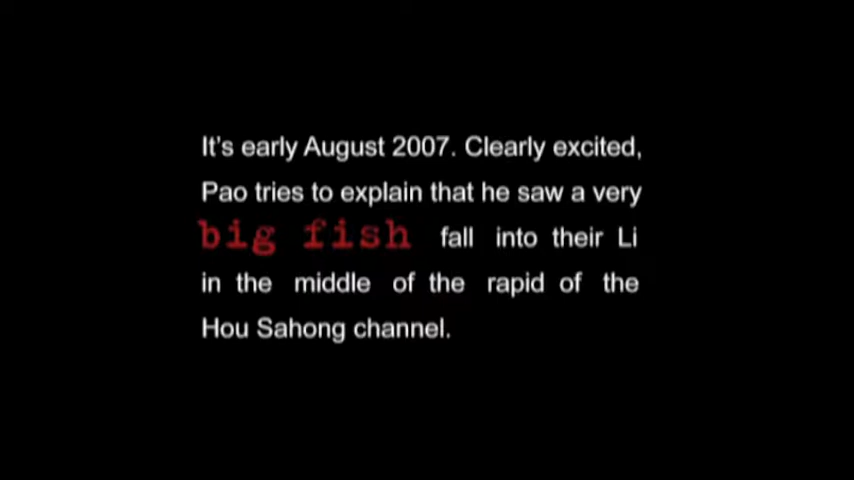 It's early August 2007. Clearly excited,
Pao tries to explain that he saw a very
big fish fall into their Li
in the middle of the rapid of the
Hou Sahong channel.